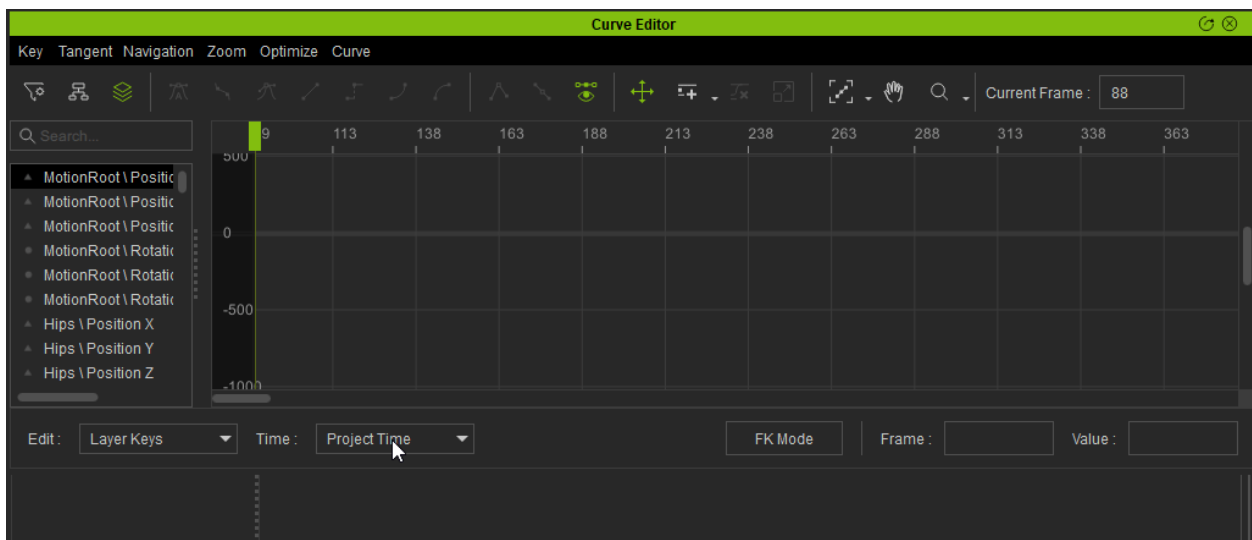 Curve Editor
Key Tangent Navigation Zoom Optimize Curve
Current Frame : 88
Search...
9 113 138 163 188 213 238 263 288 313 338 363
500
MotionRoot \ Positic
MotionRoot \ Positic
MotionRoot \ Positic
0
MotionRoot \ Rotatic
MotionRoot \ Rotatic
MotionRoot \ Rotatic
-500
Hips \ Position X
Hips \ Position Y
Hips \ Position Z
-1000
Edit : Layer Keys Time : Project Time FK Mode Frame : Value :